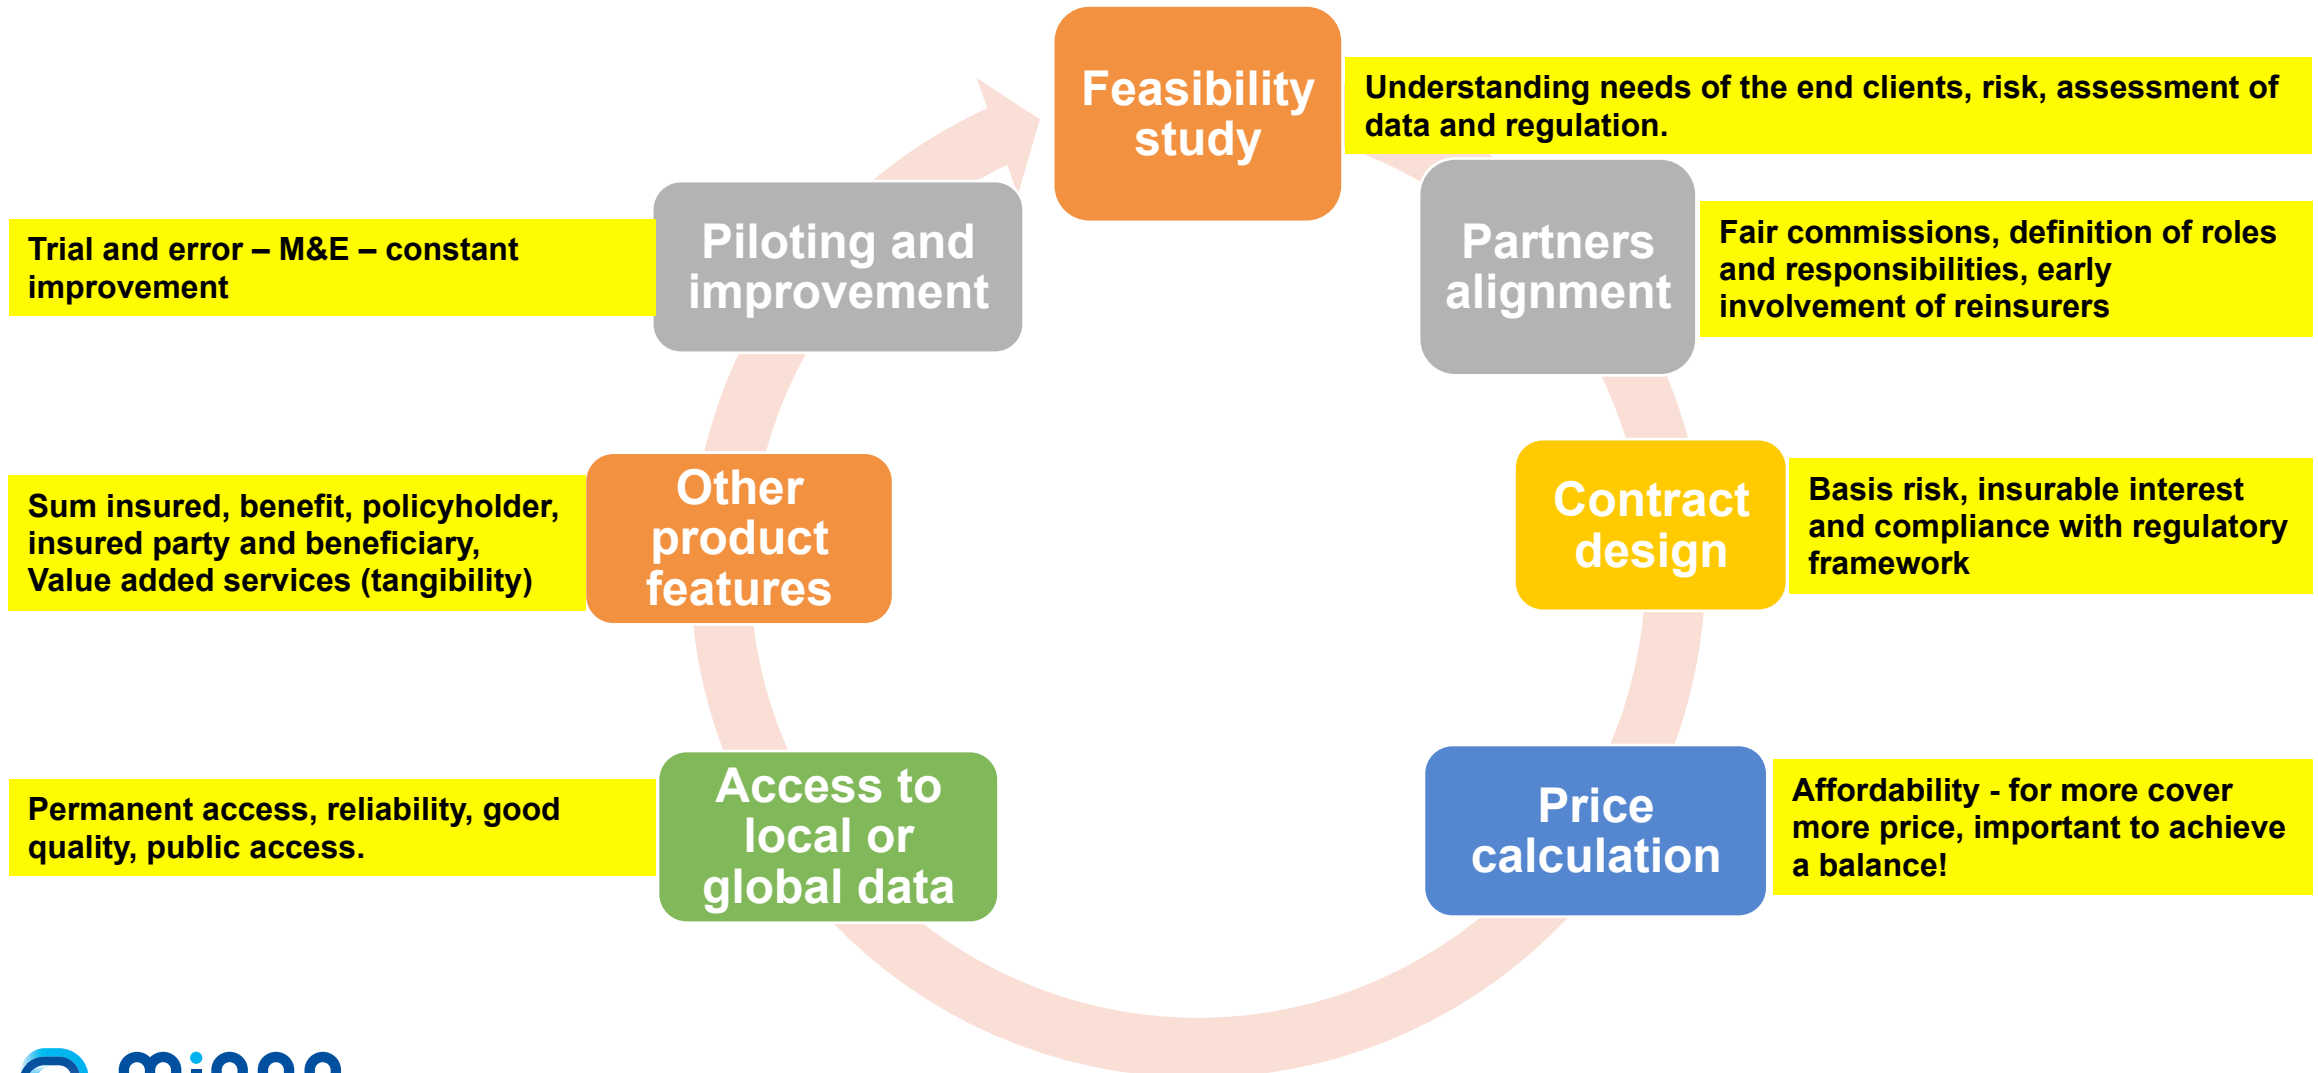 Feasibility
study
Understanding needs of the end clients, risk, assessment of
data and regulation.
Partners
alignment
Fair commissions, definition of roles
and responsibilities, early
involvement of reinsurers
Contract
design
Basis risk, insurable interest
and compliance with regulatory
framework
Price
calculation
Affordability - for more cover
more price, important to achieve
a balance!
Access to
local or
global data
Permanent access, reliability, good
quality, public access.
Other
product
features
Sum insured, benefit, policyholder,
insured party and beneficiary,
Value added services (tangibility)
Piloting and
improvement
Trial and error – M&E – constant
improvement